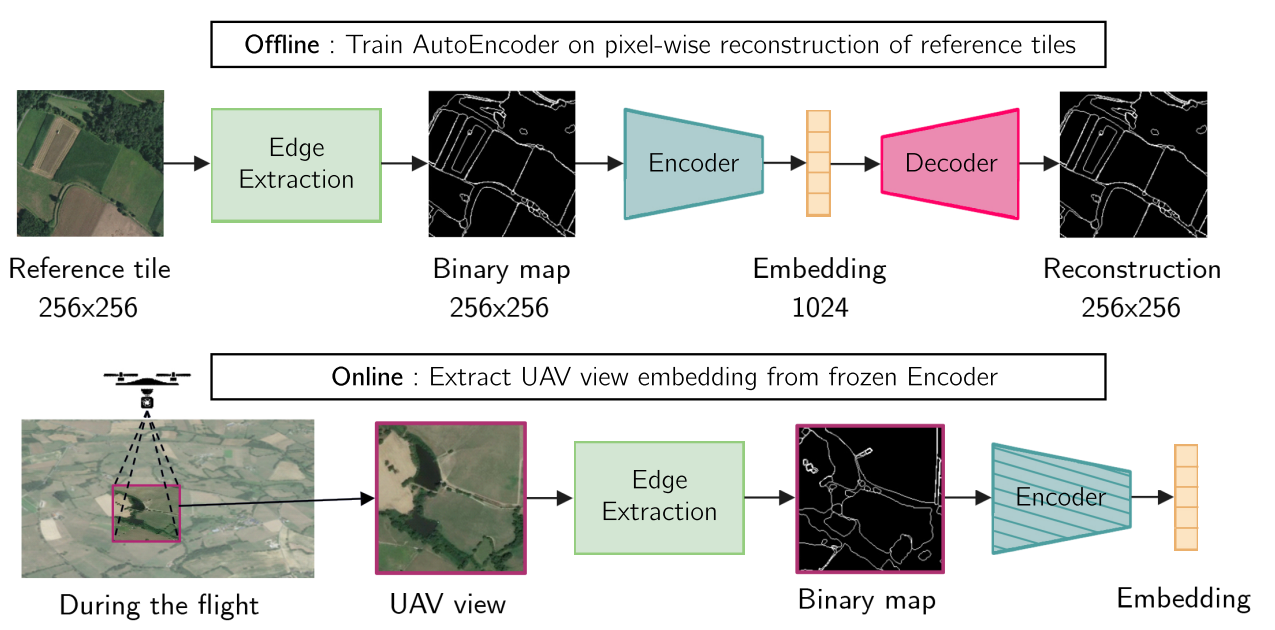 Offline : Train AutoEncoder on pixel-wise reconstruction of reference tiles
Edge
Extraction
Encoder
Decoder
Reference tile
256x256
Binary map
256x256
Embedding
1024
Reconstruction
256x256
Online : Extract UAV view embedding from frozen Encoder
Edge
Extraction
Encoder
During the flight
UAV view
Binary map
Embedding